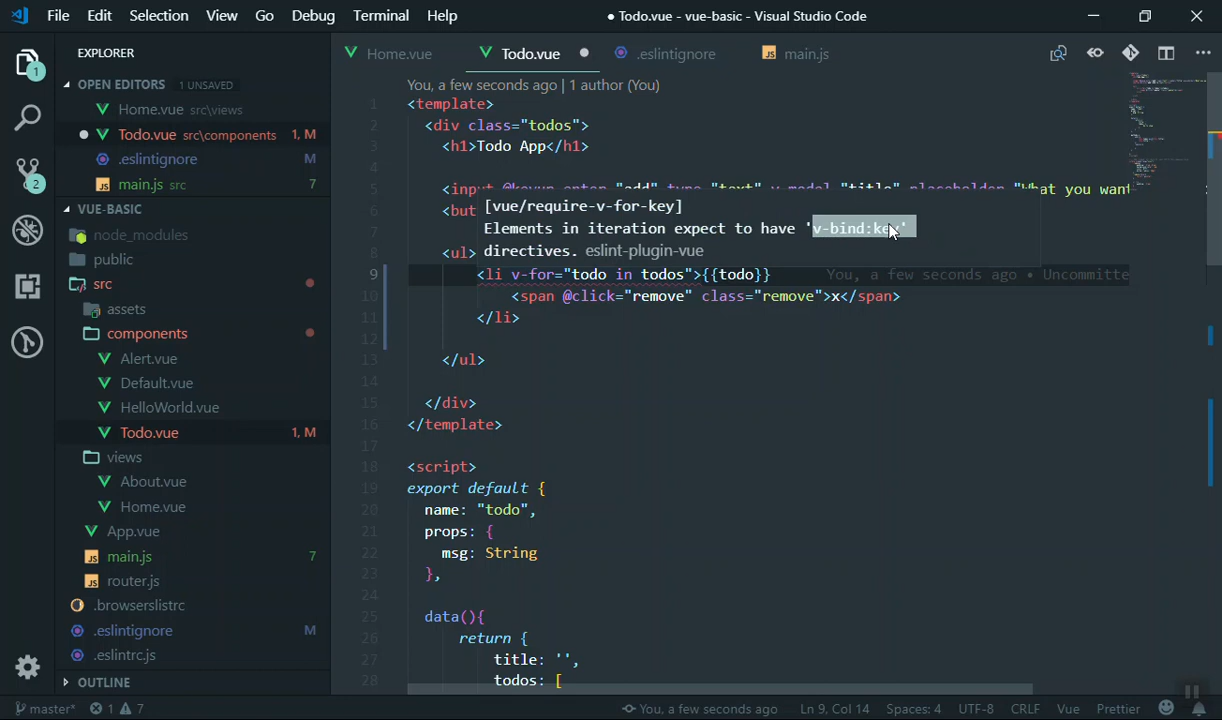 File Edit Selection View Go Debug Terminal Help
● Todo.vue - vue-basic - Visual Studio Code
EXPLORER
Home.vue
Todo.vue
.eslintignore
main.js
OPEN EDITORS 1 UNSAVED
Home.vue src\views
Todo.vue src\components 1, M
.eslintignore M
main.js src 7
VUE-BASIC
node_modules
public
src
assets
components
Alert.vue
Default.vue
HelloWorld.vue
Todo.vue 1, M
views
About.vue
Home.vue
App.vue
main.js 7
router.js
.browserslistrc
.eslintignore M
.eslintrc.js
OUTLINE
1
2
You, a few seconds ago | 1 author (You)
1 <template>
2 <div class="todos">
3 <h1>Todo App</h1>
4
5 <input @keyup.enter="add" type="text" v-model="title" placeholder="What you want
6 <but
7
8 <ul>
[vue/require-v-for-key]
Elements in iteration expect to have 'v-bind:key'
directives. eslint-plugin-vue
9 <li v-for="todo in todos">{{todo}} You, a few seconds ago • Uncommitte
10 <span @click="remove" class="remove">x</span>
11 </li>
12
13 </ul>
14
15 </div>
16 </template>
17
18 <script>
19 export default {
20 name: "todo",
21 props: {
22 msg: String
23 },
24
25 data(){
26 return {
27 title: '',
28 todos: [
master* 1 7
You, a few seconds ago Ln 9, Col 14 Spaces: 4 UTF-8 CRLF Vue Prettier